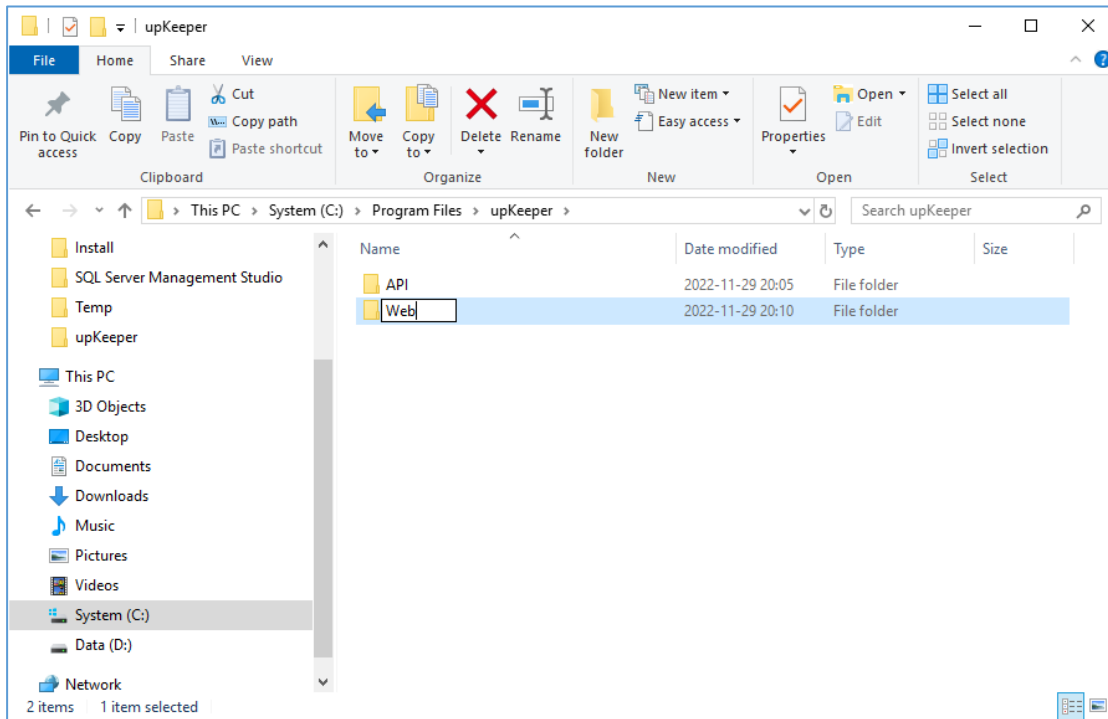 upKeeper
File Home Share View ?
Pin to Quick access Copy Paste Cut
Copy path
Paste shortcut
Move to Copy to Delete Rename
New folder New item
Easy access
Properties Open
Edit
Select all
Select none
Invert selection
Clipboard Organize New Open Select
This PC > System (C:) > Program Files > upKeeper > Search upKeeper
Install
SQL Server Management Studio
Temp
upKeeper
This PC
3D Objects
Desktop
Documents
Downloads
Music
Pictures
Videos
System (C:)
Data (D:)
Network
Name Date modified Type Size
API 2022-11-29 20:05 File folder
Web 2022-11-29 20:10 File folder
2 items 1 item selected